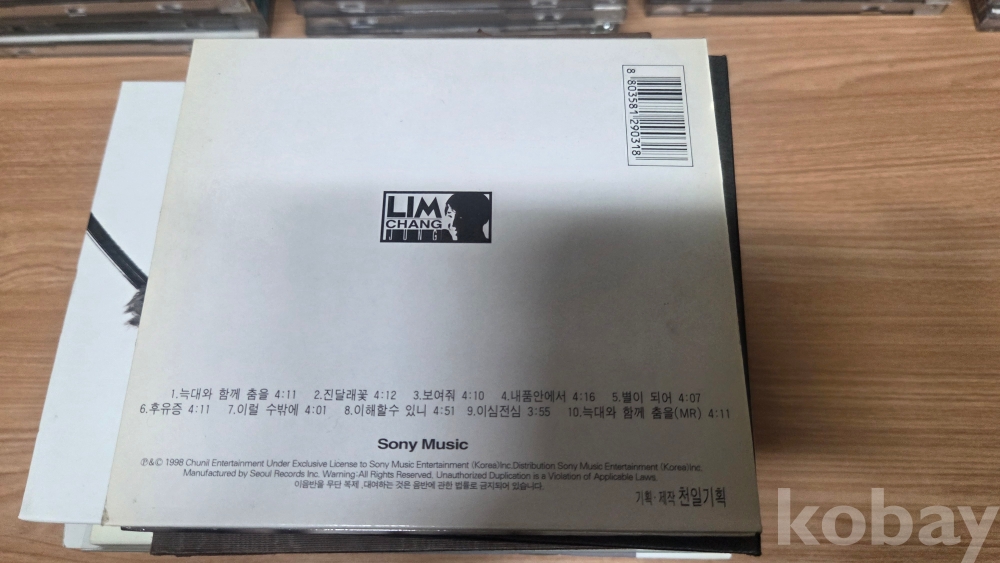 8 803581 290318
LIM
CHANG
JUNG
1.늑대와 함께 춤을 4:11 2.진달래꽃 4:12 3.보여줘 4:10 4.내품안에서 4:16 5.별이 되어 4:07
6.후유증 4:11 7.이럴 수밖에 4:01 8.이해할수 있니 4:51 9.이심전심 3:55 10.늑대와 함께 춤을(MR) 4:11
Sony Music
℗&© 1998 Chunil Entertainment Under Exclusive License to Sony Music Entertainment (Korea)Inc.Distribution Sony Music Entertainment (Korea)Inc.
Manufactured by Seoul Records Inc. Warning:All Rights Reserved. Unauthorized Duplication is a Violation of Applicable Laws.
이음반을 무단 복제, 대여하는 것은 음반에 관한 법률로 금지되어 있습니다.
기획·제작 천일기획
kobay